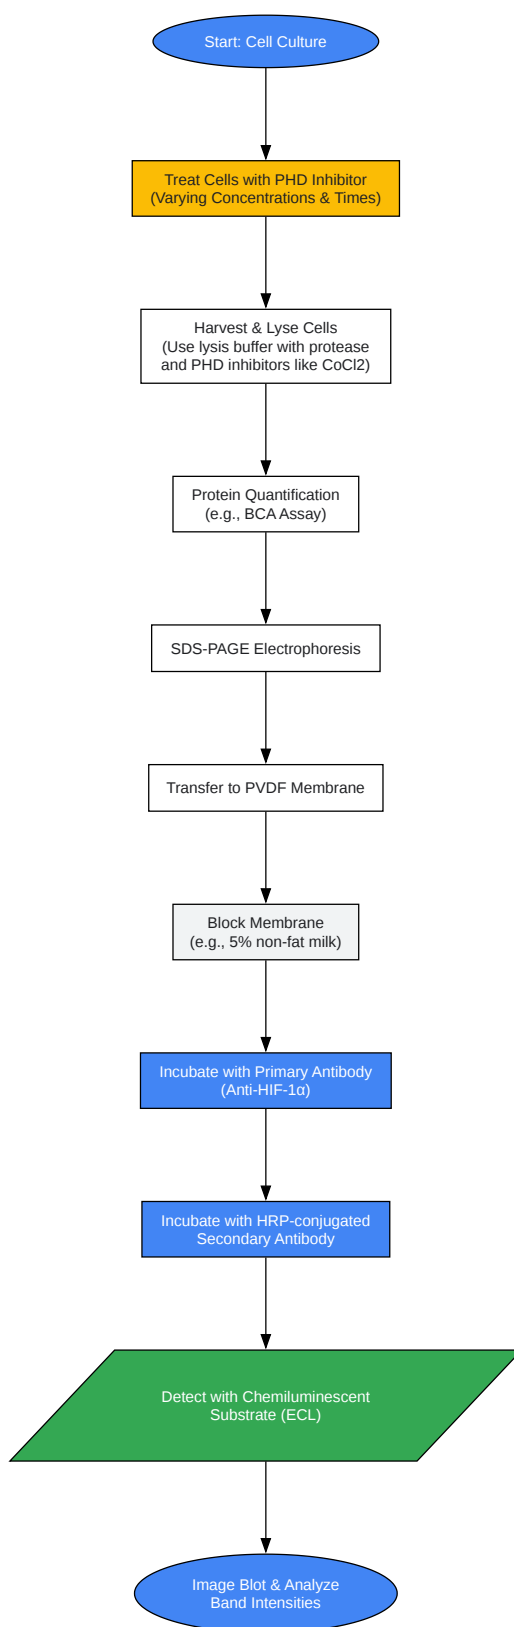 Start: Cell Culture
Treat Cells with PHD Inhibitor
(Varying Concentrations & Times)
Harvest & Lyse Cells
(Use lysis buffer with protease
and PHD inhibitors like CoCl2)
Protein Quantification
(e.g., BCA Assay)
SDS-PAGE Electrophoresis
Transfer to PVDF Membrane
Block Membrane
(e.g., 5% non-fat milk)
Incubate with Primary Antibody
(Anti-HIF-1α)
Incubate with HRP-conjugated
Secondary Antibody
Detect with Chemiluminescent
Substrate (ECL)
Image Blot & Analyze
Band Intensities